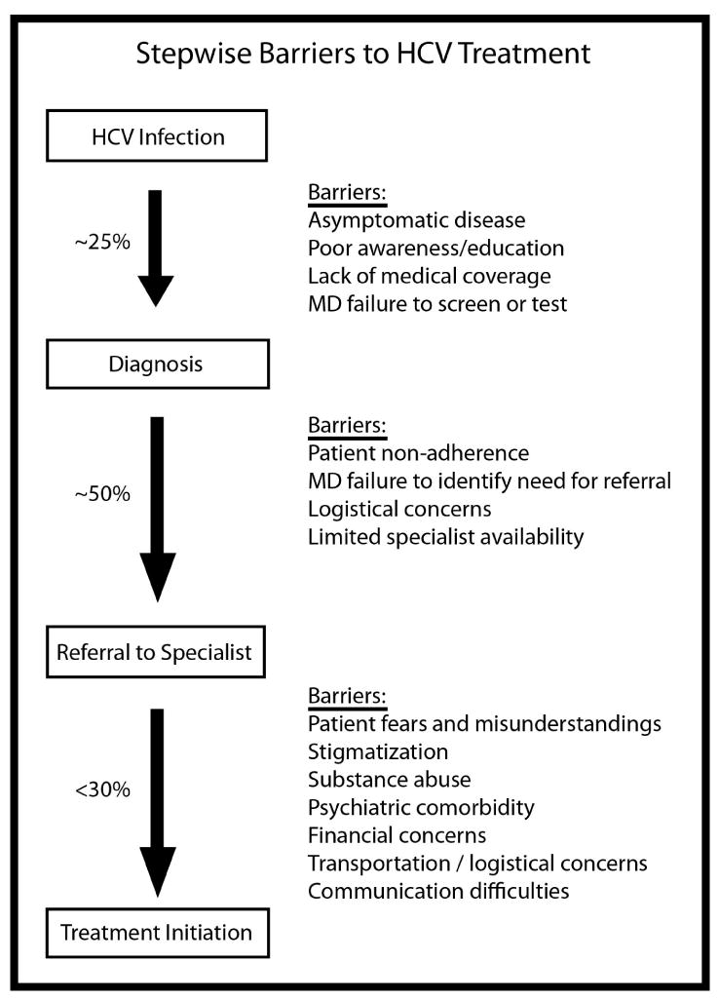 Stepwise Barriers to HCV Treatment
HCV Infection
~25%
Barriers:
Asymptomatic disease
Poor awareness/education
Lack of medical coverage
MD failure to screen or test
Diagnosis
~50%
Barriers:
Patient non-adherence
MD failure to identify need for referral
Logistical concerns
Limited specialist availability
Referral to Specialist
<30%
Barriers:
Patient fears and misunderstandings
Stigmatization
Substance abuse
Psychiatric comorbidity
Financial concerns
Transportation / logistical concerns
Communication difficulties
Treatment Initiation